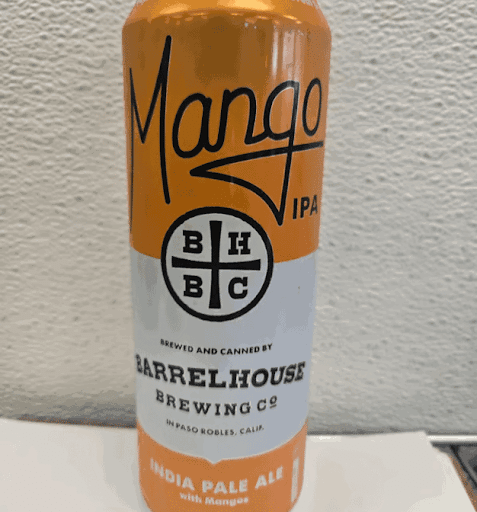 Mango
IPA
B H
B C
BREWED AND CANNED BY
BARRELHOUSE
BREWING Cº
IN PASO ROBLES, CALIF.
INDIA PALE ALE
with Mangos